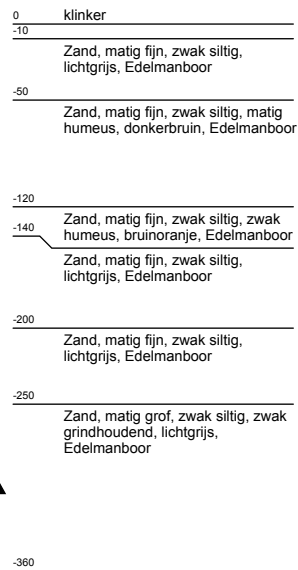 0 klinker
-10
Zand, matig fijn, zwak siltig,
lichtgrijs, Edelmanboor
-50
Zand, matig fijn, zwak siltig, matig
humeus, donkerbruin, Edelmanboor
-120
Zand, matig fijn, zwak siltig, zwak
humeus, bruinoranje, Edelmanboor
-140
Zand, matig fijn, zwak siltig,
lichtgrijs, Edelmanboor
-200
Zand, matig fijn, zwak siltig,
lichtgrijs, Edelmanboor
-250
Zand, matig grof, zwak siltig, zwak
grindhoudend, lichtgrijs,
Edelmanboor
-360